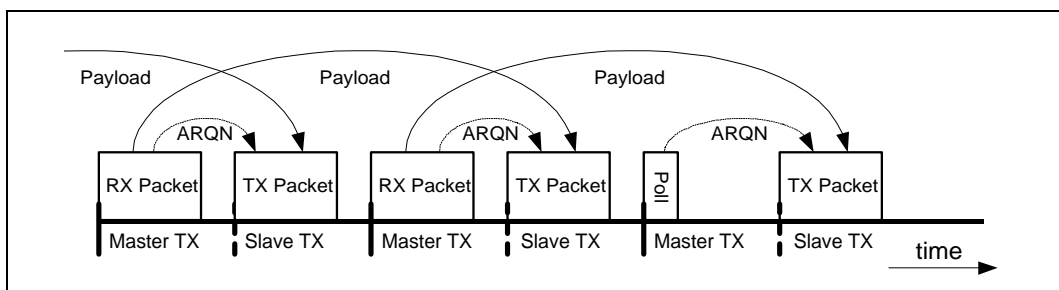 Payload Payload Payload
ARQN ARQN ARQN
RX Packet TX Packet RX Packet TX Packet Poll TX Packet
Master TX Slave TX Master TX Slave TX Master TX Slave TX
time